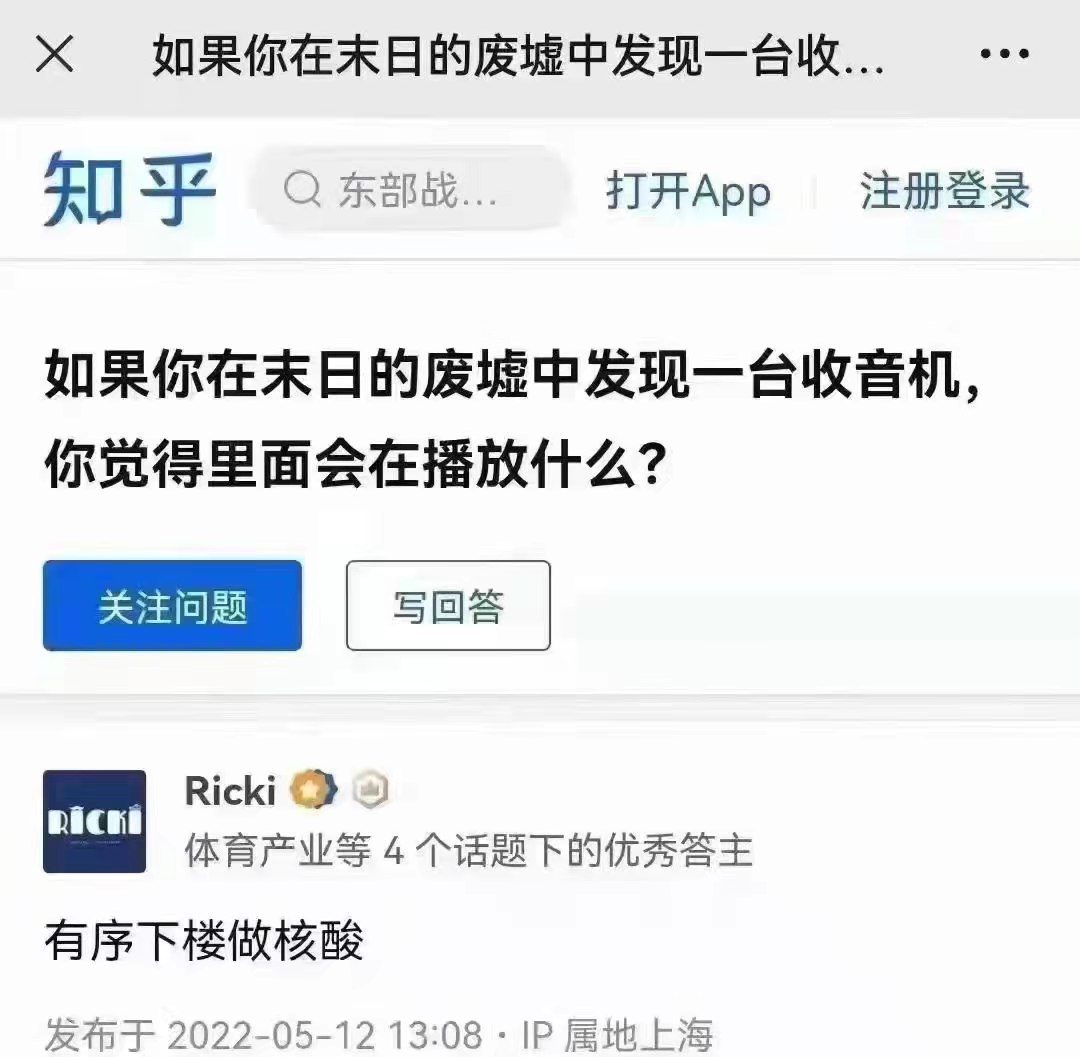 如果你在末日的废墟中发现一台收...
知乎
东部战...
打开App
注册登录
如果你在末日的废墟中发现一台收音机，
你觉得里面会在播放什么？
关注问题
写回答
RiCKi
Ricki
体育产业等 4 个话题下的优秀答主
有序下楼做核酸
发布于 2022-05-12 13:08 · IP 属地上海